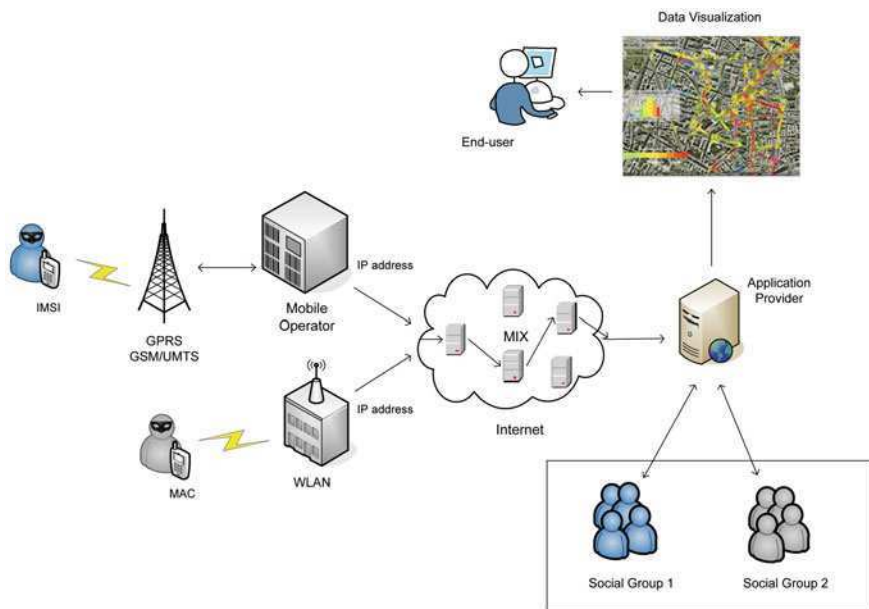 Data Visualization
End-user
IMSI
GPRS
GSM/UMTS
Mobile
Operator
IP address
MIX
Internet
Application
Provider
IP address
MAC
WLAN
Social Group 1
Social Group 2